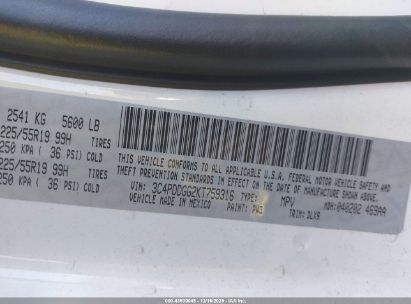 2541 KG 5600 LB
225/55R19 99H TIRES
250 KPA ( 36 PSI) COLD
225/55R19 99H TIRES
250 KPA ( 36 PSI) COLD
THIS VEHICLE CONFORMS TO ALL APPLICABLE U.S.A. FEDERAL MOTOR VEHICLE SAFETY AND
THEFT PREVENTION STANDARDS IN EFFECT ON THE DATE OF MANUFACTURE SHOWN ABOVE.
VIN: 3C4PDDGG2KT759316 TYPE: MPV MDH: 040202 469AA
VEHICLE MADE IN MEXICO PAINT: PW3 TRIM: DLX9